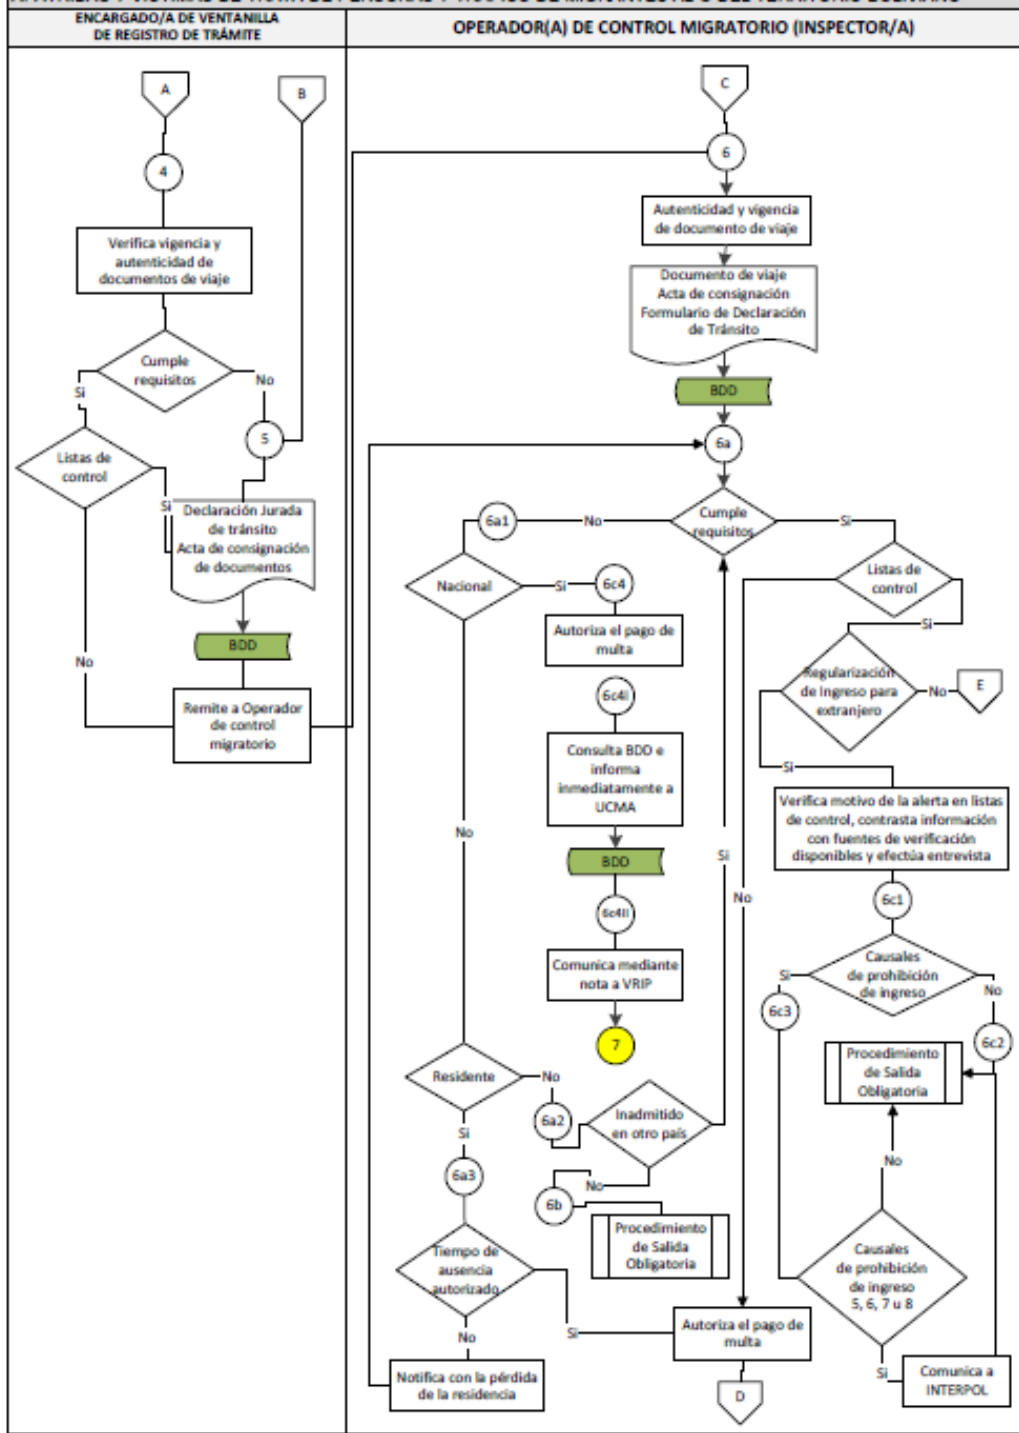 ENCARGADO/A DE VENTANILLA
DE REGISTRO DE TRÁMITE
OPERADOR(A) DE CONTROL MIGRATORIO (INSPECTOR/A)
A
B
4
Verifica vigencia y
autenticidad de
documentos de viaje
Cumple
requisitos
Si
No
5
Listas de
control
Si
Declaración Jurada
de tránsito
Acta de consignación
de documentos
BDD
No
Remite a Operador
de control
migratorio
C
6
Autenticidad y vigencia
de documento de viaje
Documento de viaje
Acta de consignación
Formulario de Declaración
de Tránsito
BDD
6a
Cumple
requisitos
No
Si
6a1
Nacional
Si
6c4
Autoriza el pago de
multa
6c4I
Consulta BDD e
informa
inmediatamente a
UCMA
BDD
6c4II
Comunica mediante
nota a VRIP
7
No
Residente
No
6a2
Inadmitido
en otro país
Si
No
6b
Procedimiento
de Salida
Obligatoria
Si
6a3
Tiempo de
ausencia
autorizado
Si
No
Notifica con la pérdida
de la residencia
Listas de
control
No
Si
Regularización
de Ingreso para
extranjero
No
E
Si
Verifica motivo de la alerta en listas
de control, contrasta información
con fuentes de verificación
disponibles y efectúa entrevista
6c1
Causales
de prohibición
de ingreso
Si
No
6c3
6c2
Procedimiento
de Salida
Obligatoria
No
Causales
de prohibición
de ingreso
5, 6, 7 u 8
Si
Comunica a
INTERPOL
Autoriza el pago de
multa
D